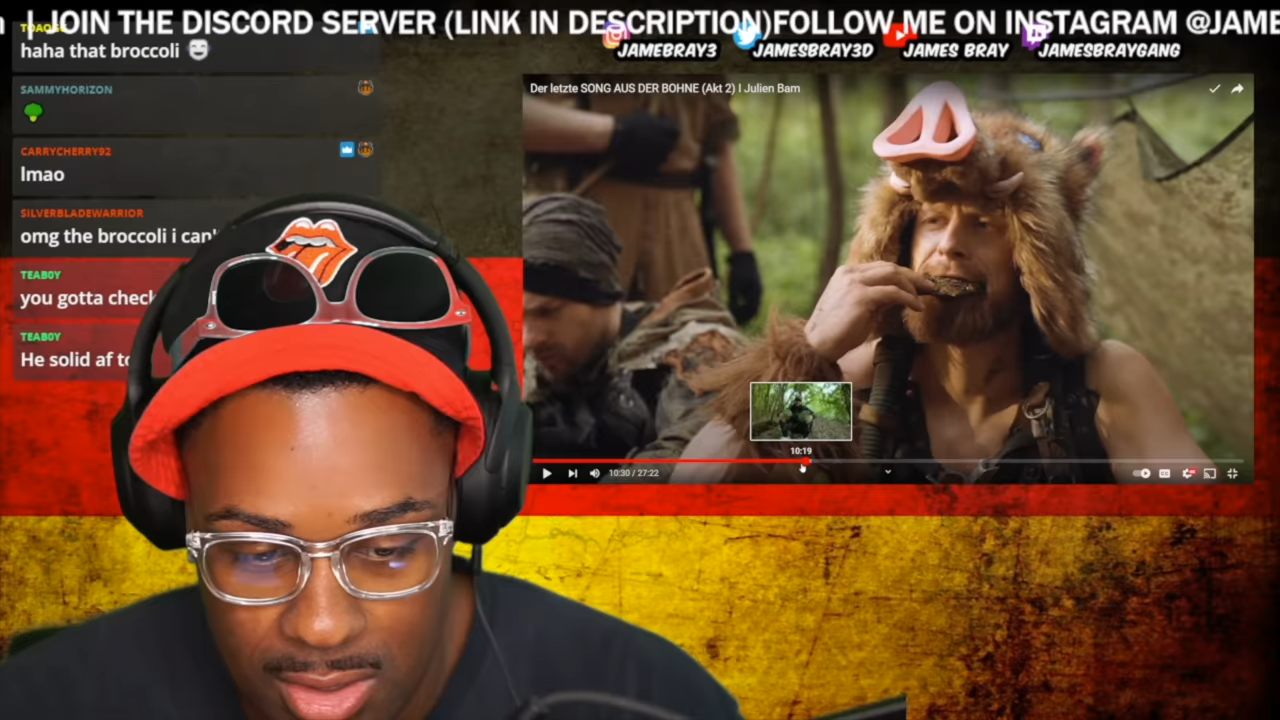 I JOIN THE DISCORD SERVER (LINK IN DESCRIPTION)FOLLOW ME ON INSTAGRAM @JAME
JAMEBRAY3 JAMESBRAY3D JAMES BRAY JAMESBRAYGANG
haha that broccoli
SAMMYHORIZON
CARRYCHERRY92
lmao
SILVERBLADEWARRIOR
omg the broccoli i can'
TEABOY
you gotta check
TEABOY
He solid af to
Der letzte SONG AUS DER BOHNE (Akt 2) I Julien Bam
10:19
10:30 / 27:22